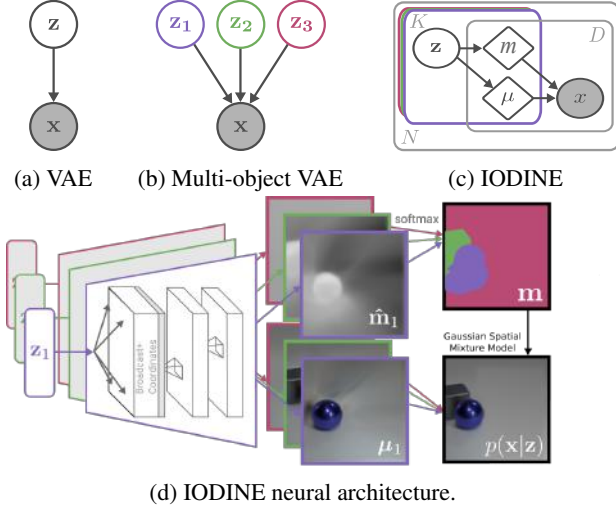 z
x
(a) VAE
z₁ z₂ z₃
x
(b) Multi-object VAE
K
D
z
m
μ
x
N
(c) IODINE
z₁
Broadcast+
Coordinates
m̂₁
μ₁
softmax
m
Gaussian Spatial
Mixture Model
p(x|z)
(d) IODINE neural architecture.